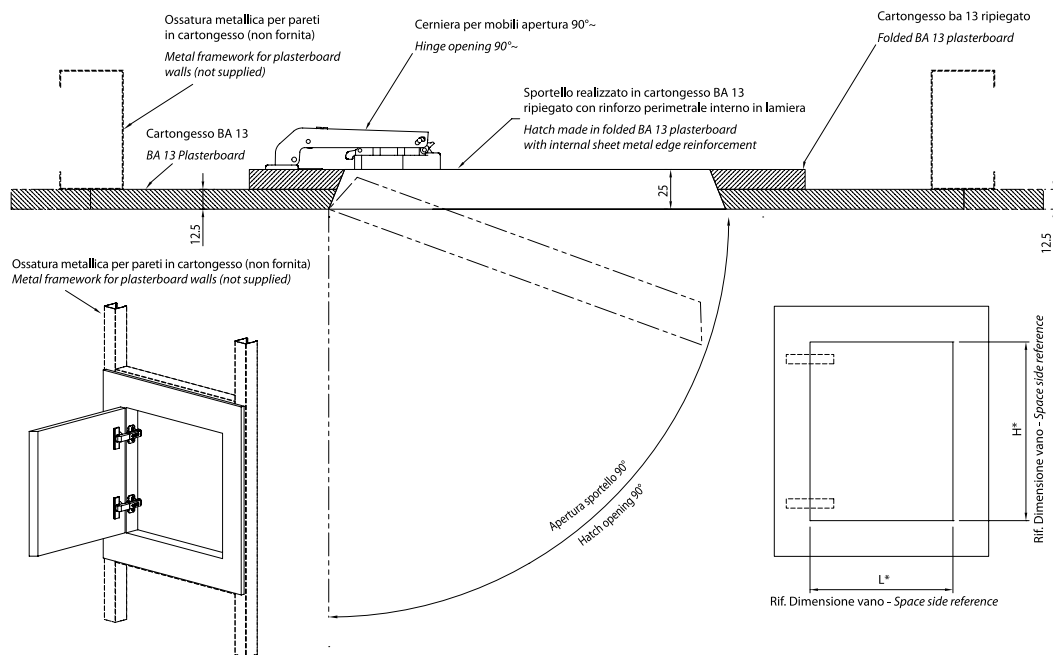 Ossatura metallica per pareti
in cartongesso (non fornita)
Metal framework for plasterboard
walls (not supplied)
Cerniera per mobili apertura 90°~
Hinge opening 90°~
Cartongesso ba 13 ripiegato
Folded BA 13 plasterboard
Cartongesso BA 13
BA 13 Plasterboard
Sportello realizzato in cartongesso BA 13
ripiegato con rinforzo perimetrale interno in lamiera
Hatch made in folded BA 13 plasterboard
with internal sheet metal edge reinforcement
25
12.5
12.5
Ossatura metallica per pareti in cartongesso (non fornita)
Metal framework for plasterboard walls (not supplied)
Apertura sportello 90°
Hatch opening 90°
H*
Rif. Dimensione vano - Space side reference
L*
Rif. Dimensione vano - Space side reference